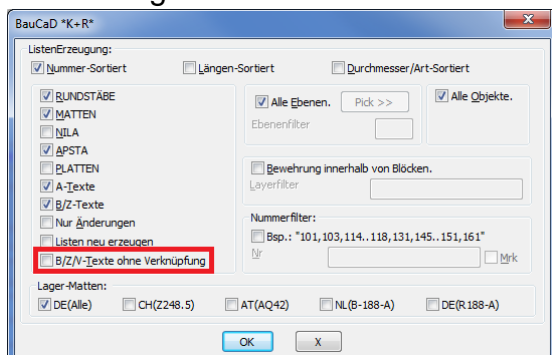 BauCaD *K+R*
ListenErzeugung:
Nummer-Sortiert Längen-Sortiert Durchmesser/Art-Sortiert
RUNDSTÄBE
MATTEN
NILA
APSTA
PLATTEN
A-Texte
B/Z-Texte
Nur Änderungen
Listen neu erzeugen
B/Z/V-Texte ohne Verknüpfung
Alle Ebenen. Pick >>
Ebenenfilter
Alle Objekte.
Bewehrung innerhalb von Blöcken.
Layerfilter
Nummerfilter:
Bsp.: "101,103,114..118,131,145..151,161"
Nr Mrk
Lager-Matten:
DE(Alle) CH(Z248.5) AT(AQ42) NL(B-188-A) DE(R188-A)
OK X